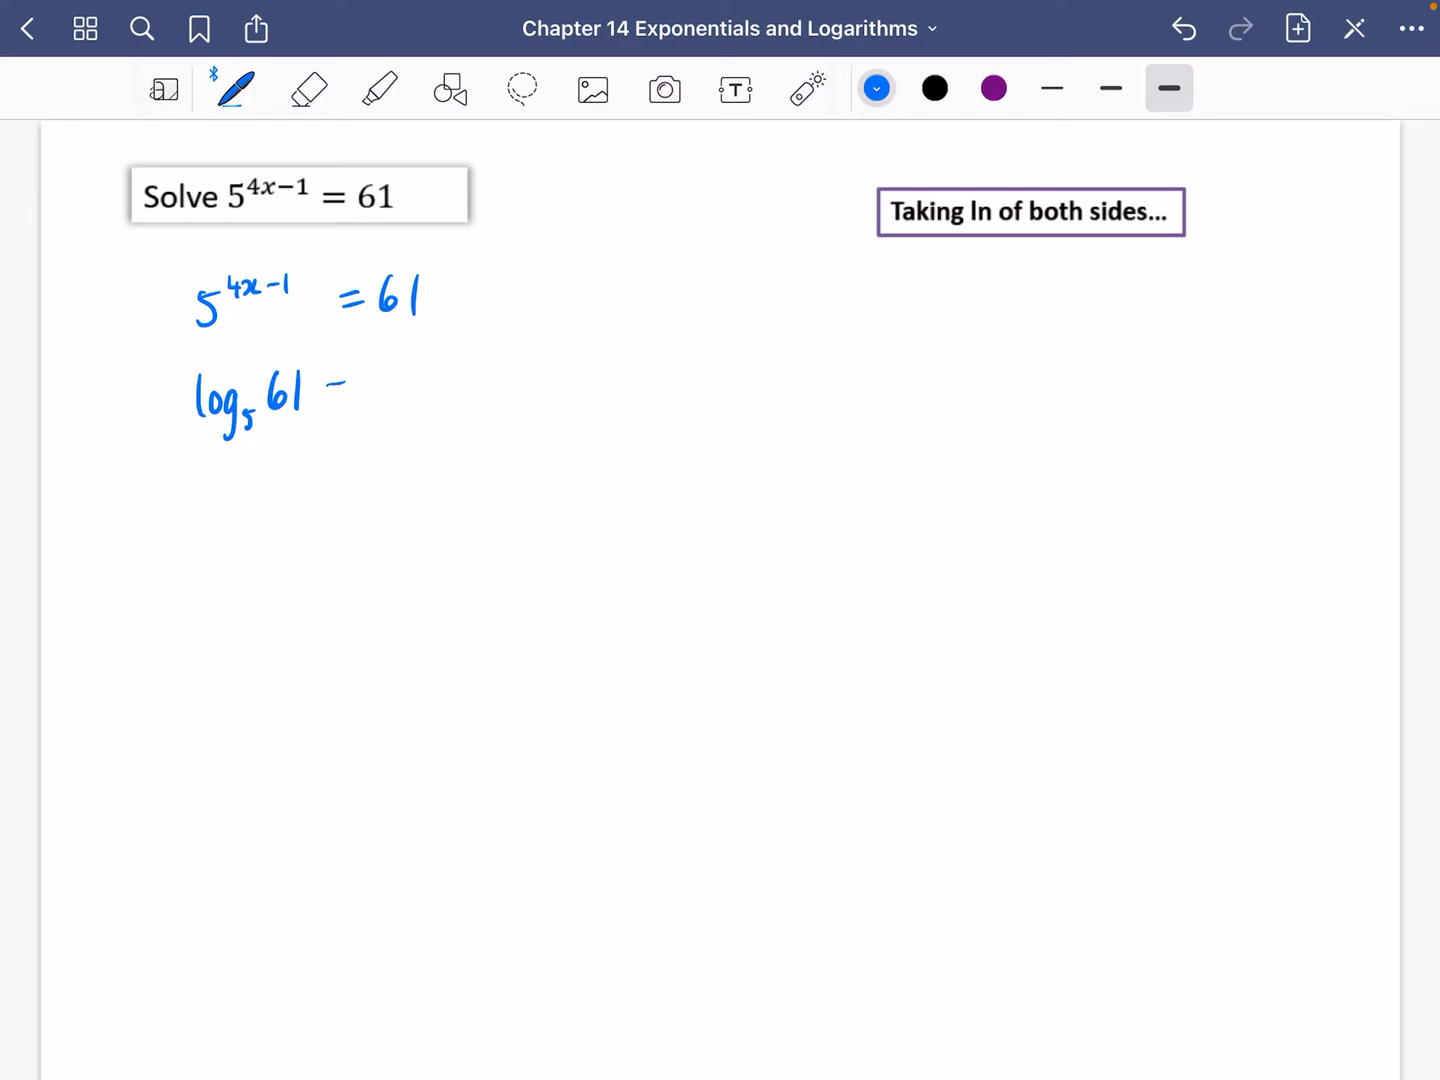 Chapter 14 Exponentials and Logarithms
Solve 5^{4x−1} = 61
Taking ln of both sides...
5^{4x-1} = 61
log₅ 61 -